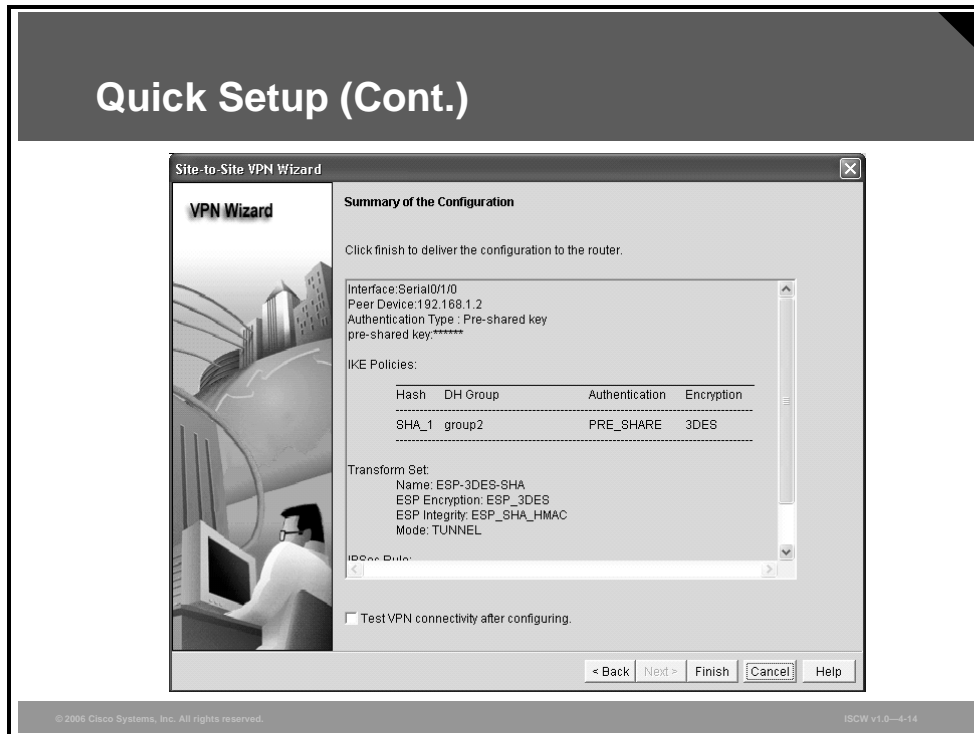 Quick Setup (Cont.)
Site-to-Site VPN Wizard
VPN Wizard
Summary of the Configuration
Click finish to deliver the configuration to the router.
Interface:Serial0/1/0
Peer Device:192.168.1.2
Authentication Type : Pre-shared key
pre-shared key:******
IKE Policies:
Hash DH Group Authentication Encryption
SHA_1 group2 PRE_SHARE 3DES
Transform Set:
Name: ESP-3DES-SHA
ESP Encryption: ESP_3DES
ESP Integrity: ESP_SHA_HMAC
Mode: TUNNEL
IPSec Rule:
Test VPN connectivity after configuring.
< Back Next > Finish Cancel Help
© 2006 Cisco Systems, Inc. All rights reserved. ISCW v1.0—4-14